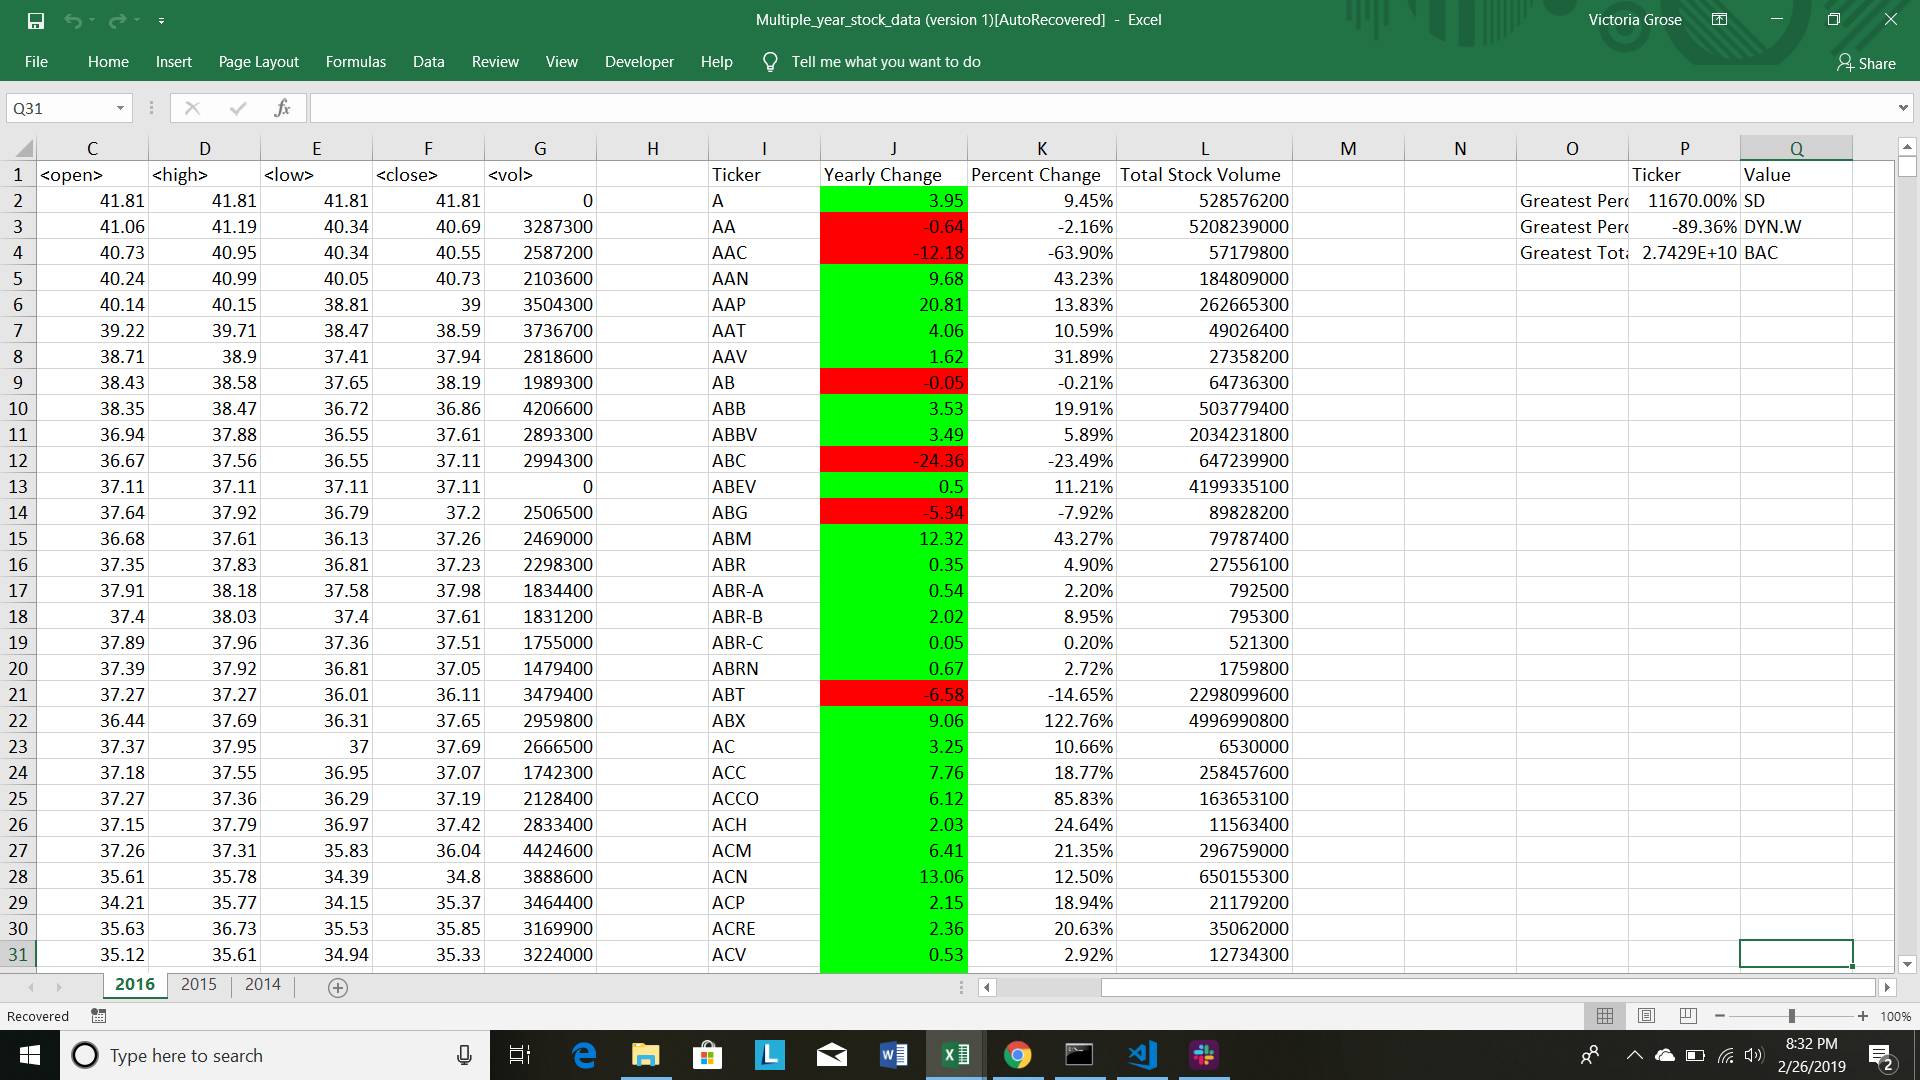 Multiple_year_stock_data (version 1)[AutoRecovered] - Excel
Victoria Grose
File Home Insert Page Layout Formulas Data Review View Developer Help Tell me what you want to do Share
Q31 fx
C D E F G H I J K L M N O P Q
1 <open> <high> <low> <close> <vol> Ticker Yearly Change Percent Change Total Stock Volume Ticker Value
2 41.81 41.81 41.81 41.81 0 A 3.95 9.45% 528576200 Greatest Perc 11670.00% SD
3 41.06 41.19 40.34 40.69 3287300 AA -0.64 -2.16% 5208239000 Greatest Perc -89.36% DYN.W
4 40.73 40.95 40.34 40.55 2587200 AAC -12.18 -63.90% 57179800 Greatest Tota 2.7429E+10 BAC
5 40.24 40.99 40.05 40.73 2103600 AAN 9.68 43.23% 184809000
6 40.14 40.15 38.81 39 3504300 AAP 20.81 13.83% 262665300
7 39.22 39.71 38.47 38.59 3736700 AAT 4.06 10.59% 49026400
8 38.71 38.9 37.41 37.94 2818600 AAV 1.62 31.89% 27358200
9 38.43 38.58 37.65 38.19 1989300 AB -0.05 -0.21% 64736300
10 38.35 38.47 36.72 36.86 4206600 ABB 3.53 19.91% 503779400
11 36.94 37.88 36.55 37.61 2893300 ABBV 3.49 5.89% 2034231800
12 36.67 37.56 36.55 37.11 2994300 ABC -24.36 -23.49% 647239900
13 37.11 37.11 37.11 37.11 0 ABEV 0.5 11.21% 4199335100
14 37.64 37.92 36.79 37.2 2506500 ABG -5.34 -7.92% 89828200
15 36.68 37.61 36.13 37.26 2469000 ABM 12.32 43.27% 79787400
16 37.35 37.83 36.81 37.23 2298300 ABR 0.35 4.90% 27556100
17 37.91 38.18 37.58 37.98 1834400 ABR-A 0.54 2.20% 792500
18 37.4 38.03 37.4 37.61 1831200 ABR-B 2.02 8.95% 795300
19 37.89 37.96 37.36 37.51 1755000 ABR-C 0.05 0.20% 521300
20 37.39 37.92 36.81 37.05 1479400 ABRN 0.67 2.72% 1759800
21 37.27 37.27 36.01 36.11 3479400 ABT -6.58 -14.65% 2298099600
22 36.44 37.69 36.31 37.65 2959800 ABX 9.06 122.76% 4996990800
23 37.37 37.95 37 37.69 2666500 AC 3.25 10.66% 6530000
24 37.18 37.55 36.95 37.07 1742300 ACC 7.76 18.77% 258457600
25 37.27 37.36 36.29 37.19 2128400 ACCO 6.12 85.83% 163653100
26 37.15 37.79 36.97 37.42 2833400 ACH 2.03 24.64% 11563400
27 37.26 37.31 35.83 36.04 4424600 ACM 6.41 21.35% 296759000
28 35.61 35.78 34.39 34.8 3888600 ACN 13.06 12.50% 650155300
29 34.21 35.77 34.15 35.37 3464400 ACP 2.15 18.94% 21179200
30 35.63 36.73 35.53 35.85 3169900 ACRE 2.36 20.63% 35062000
31 35.12 35.61 34.94 35.33 3224000 ACV 0.53 2.92% 12734300
2016 2015 2014
Recovered
100%
Type here to search
8:32 PM
2/26/2019
2